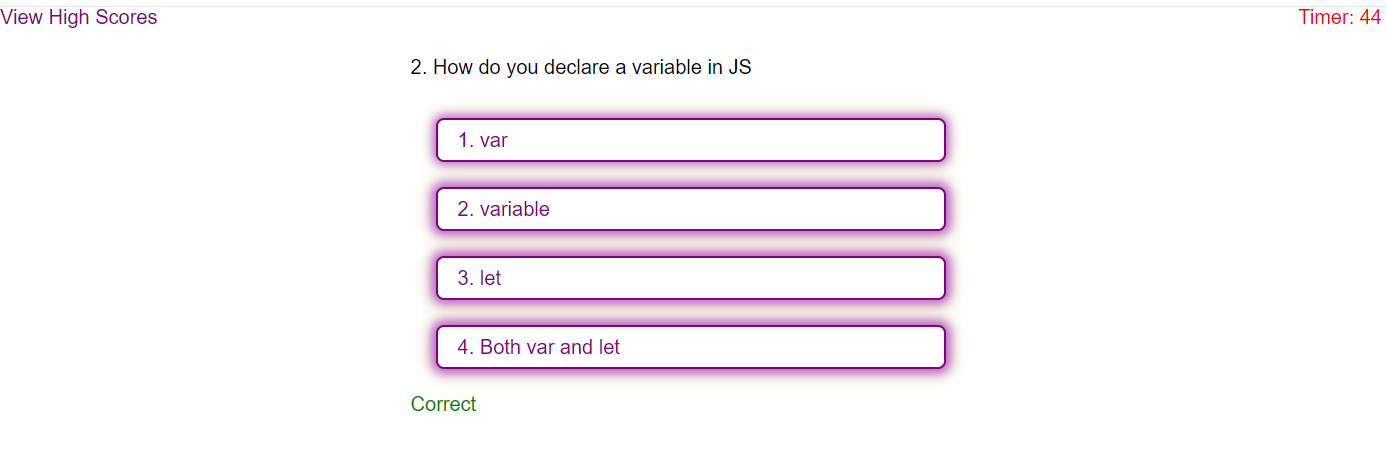 View High Scores
Timer: 44
2. How do you declare a variable in JS
1. var
2. variable
3. let
4. Both var and let
Correct